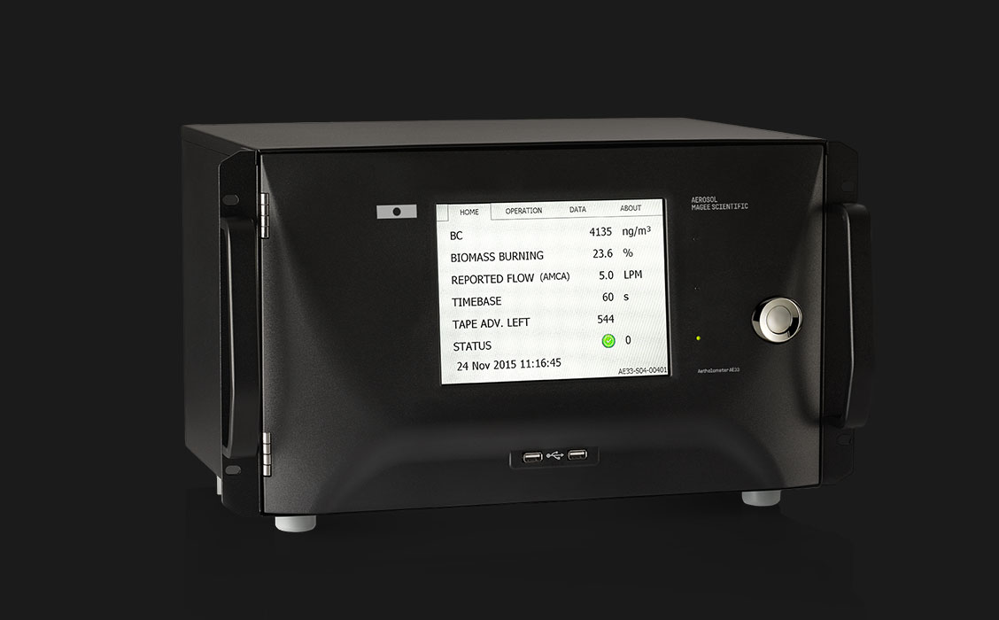 HOME OPERATION DATA ABOUT
BC 4135 ng/m³
BIOMASS BURNING 23.6 %
REPORTED FLOW (AMCA) 5.0 LPM
TIMEBASE 60 s
TAPE ADV. LEFT 544
STATUS 0
24 Nov 2015 11:16:45
AE33-S04-00401
AEROSOL
MAGEE SCIENTIFIC
Aethalometer AE33